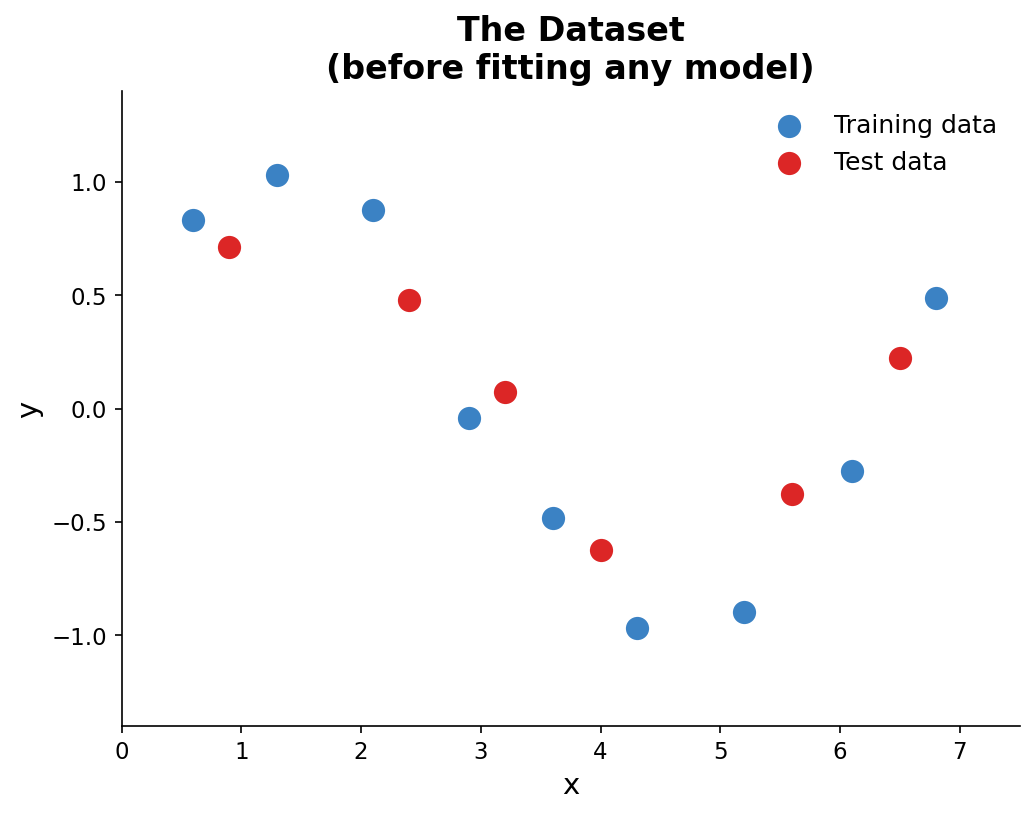 The Dataset
(before fitting any model)
Training data
Test data
1.0
0.5
0.0
−0.5
−1.0
y
0 1 2 3 4 5 6 7
x